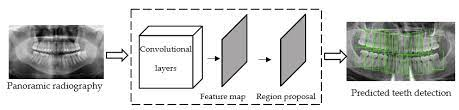 Convolutional
layers
Panoramic radiography
Feature map
Region proposal
Predicted teeth detection